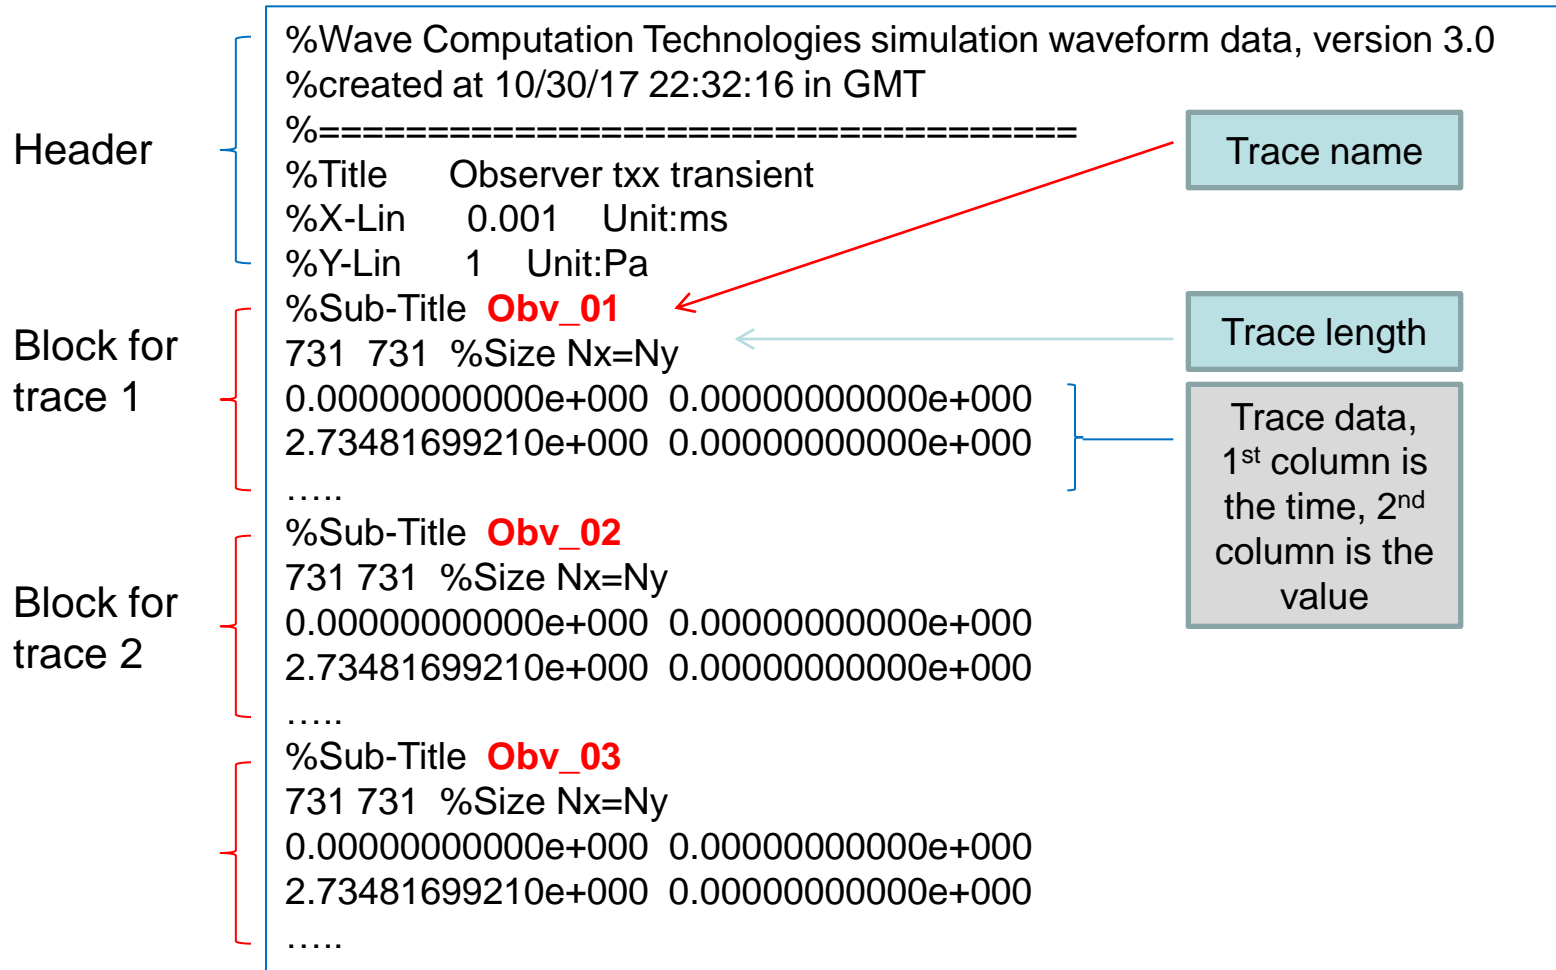 %Wave Computation Technologies simulation waveform data, version 3.0
%created at 10/30/17 22:32:16 in GMT
%===================================
Header
%Title Observer txx transient
%X-Lin 0.001 Unit:ms
%Y-Lin 1 Unit:Pa
Trace name
%Sub-Title Obv_01
731 731 %Size Nx=Ny
0.00000000000e+000 0.00000000000e+000
2.73481699210e+000 0.00000000000e+000
…..
Block for
trace 1
Trace length
Trace data,
1st column is
the time, 2nd
column is the
value
%Sub-Title Obv_02
731 731 %Size Nx=Ny
0.00000000000e+000 0.00000000000e+000
2.73481699210e+000 0.00000000000e+000
…..
Block for
trace 2
%Sub-Title Obv_03
731 731 %Size Nx=Ny
0.00000000000e+000 0.00000000000e+000
2.73481699210e+000 0.00000000000e+000
…..